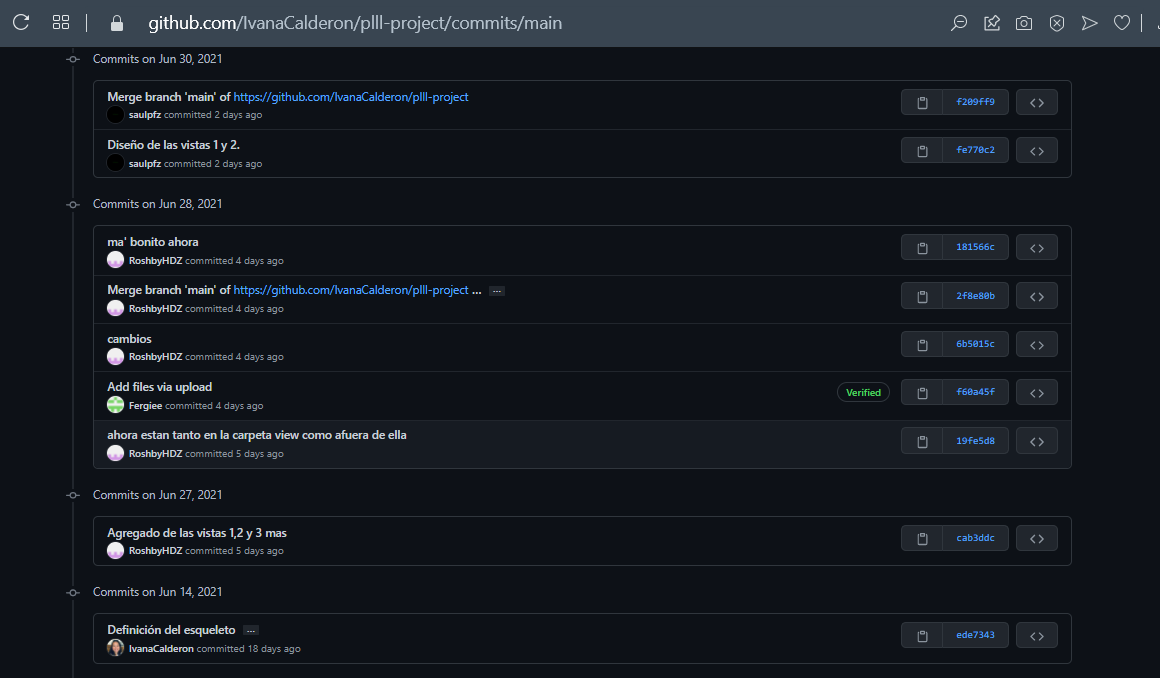 github.com/IvanaCalderon/plll-project/commits/main
Commits on Jun 30, 2021
Merge branch 'main' of https://github.com/IvanaCalderon/plll-project
saulpfz committed 2 days ago
f209ff9
Diseño de las vistas 1 y 2.
saulpfz committed 2 days ago
fe770c2
Commits on Jun 28, 2021
ma' bonito ahora
RoshbyHDZ committed 4 days ago
181566c
Merge branch 'main' of https://github.com/IvanaCalderon/plll-project ... ...
RoshbyHDZ committed 4 days ago
2f8e80b
cambios
RoshbyHDZ committed 4 days ago
6b5015c
Add files via upload
Fergiee committed 4 days ago
Verified f60a45f
ahora estan tanto en la carpeta view como afuera de ella
RoshbyHDZ committed 5 days ago
19fe5d8
Commits on Jun 27, 2021
Agregado de las vistas 1,2 y 3 mas
RoshbyHDZ committed 5 days ago
cab3ddc
Commits on Jun 14, 2021
Definición del esqueleto ...
IvanaCalderon committed 18 days ago
ede7343